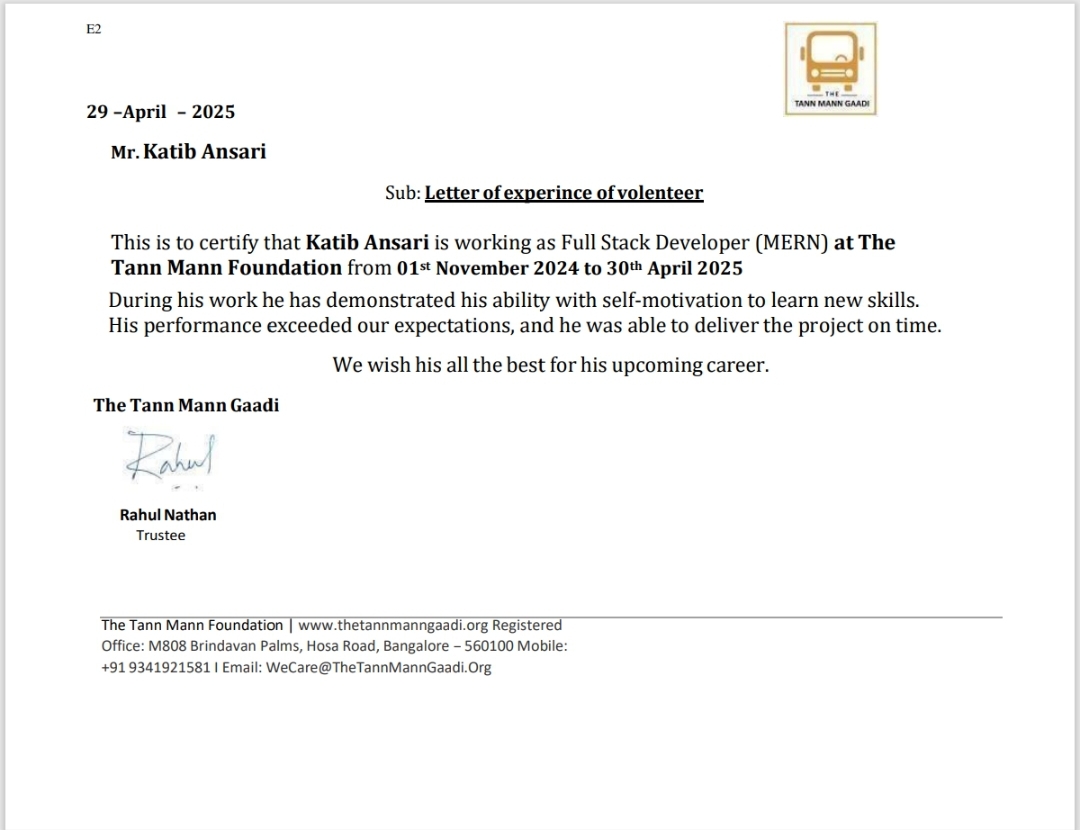 E2
THE
TANN MANN GAADI
29 –April – 2025
Mr. Katib Ansari
Sub: Letter of experince of volenteer
This is to certify that Katib Ansari is working as Full Stack Developer (MERN) at The
Tann Mann Foundation from 01st November 2024 to 30th April 2025
During his work he has demonstrated his ability with self-motivation to learn new skills.
His performance exceeded our expectations, and he was able to deliver the project on time.
We wish his all the best for his upcoming career.
The Tann Mann Gaadi
Rahul
Rahul Nathan
Trustee
The Tann Mann Foundation | www.thetannmanngaadi.org Registered
Office: M808 Brindavan Palms, Hosa Road, Bangalore – 560100 Mobile:
+91 9341921581 I Email: WeCare@TheTannMannGaadi.Org